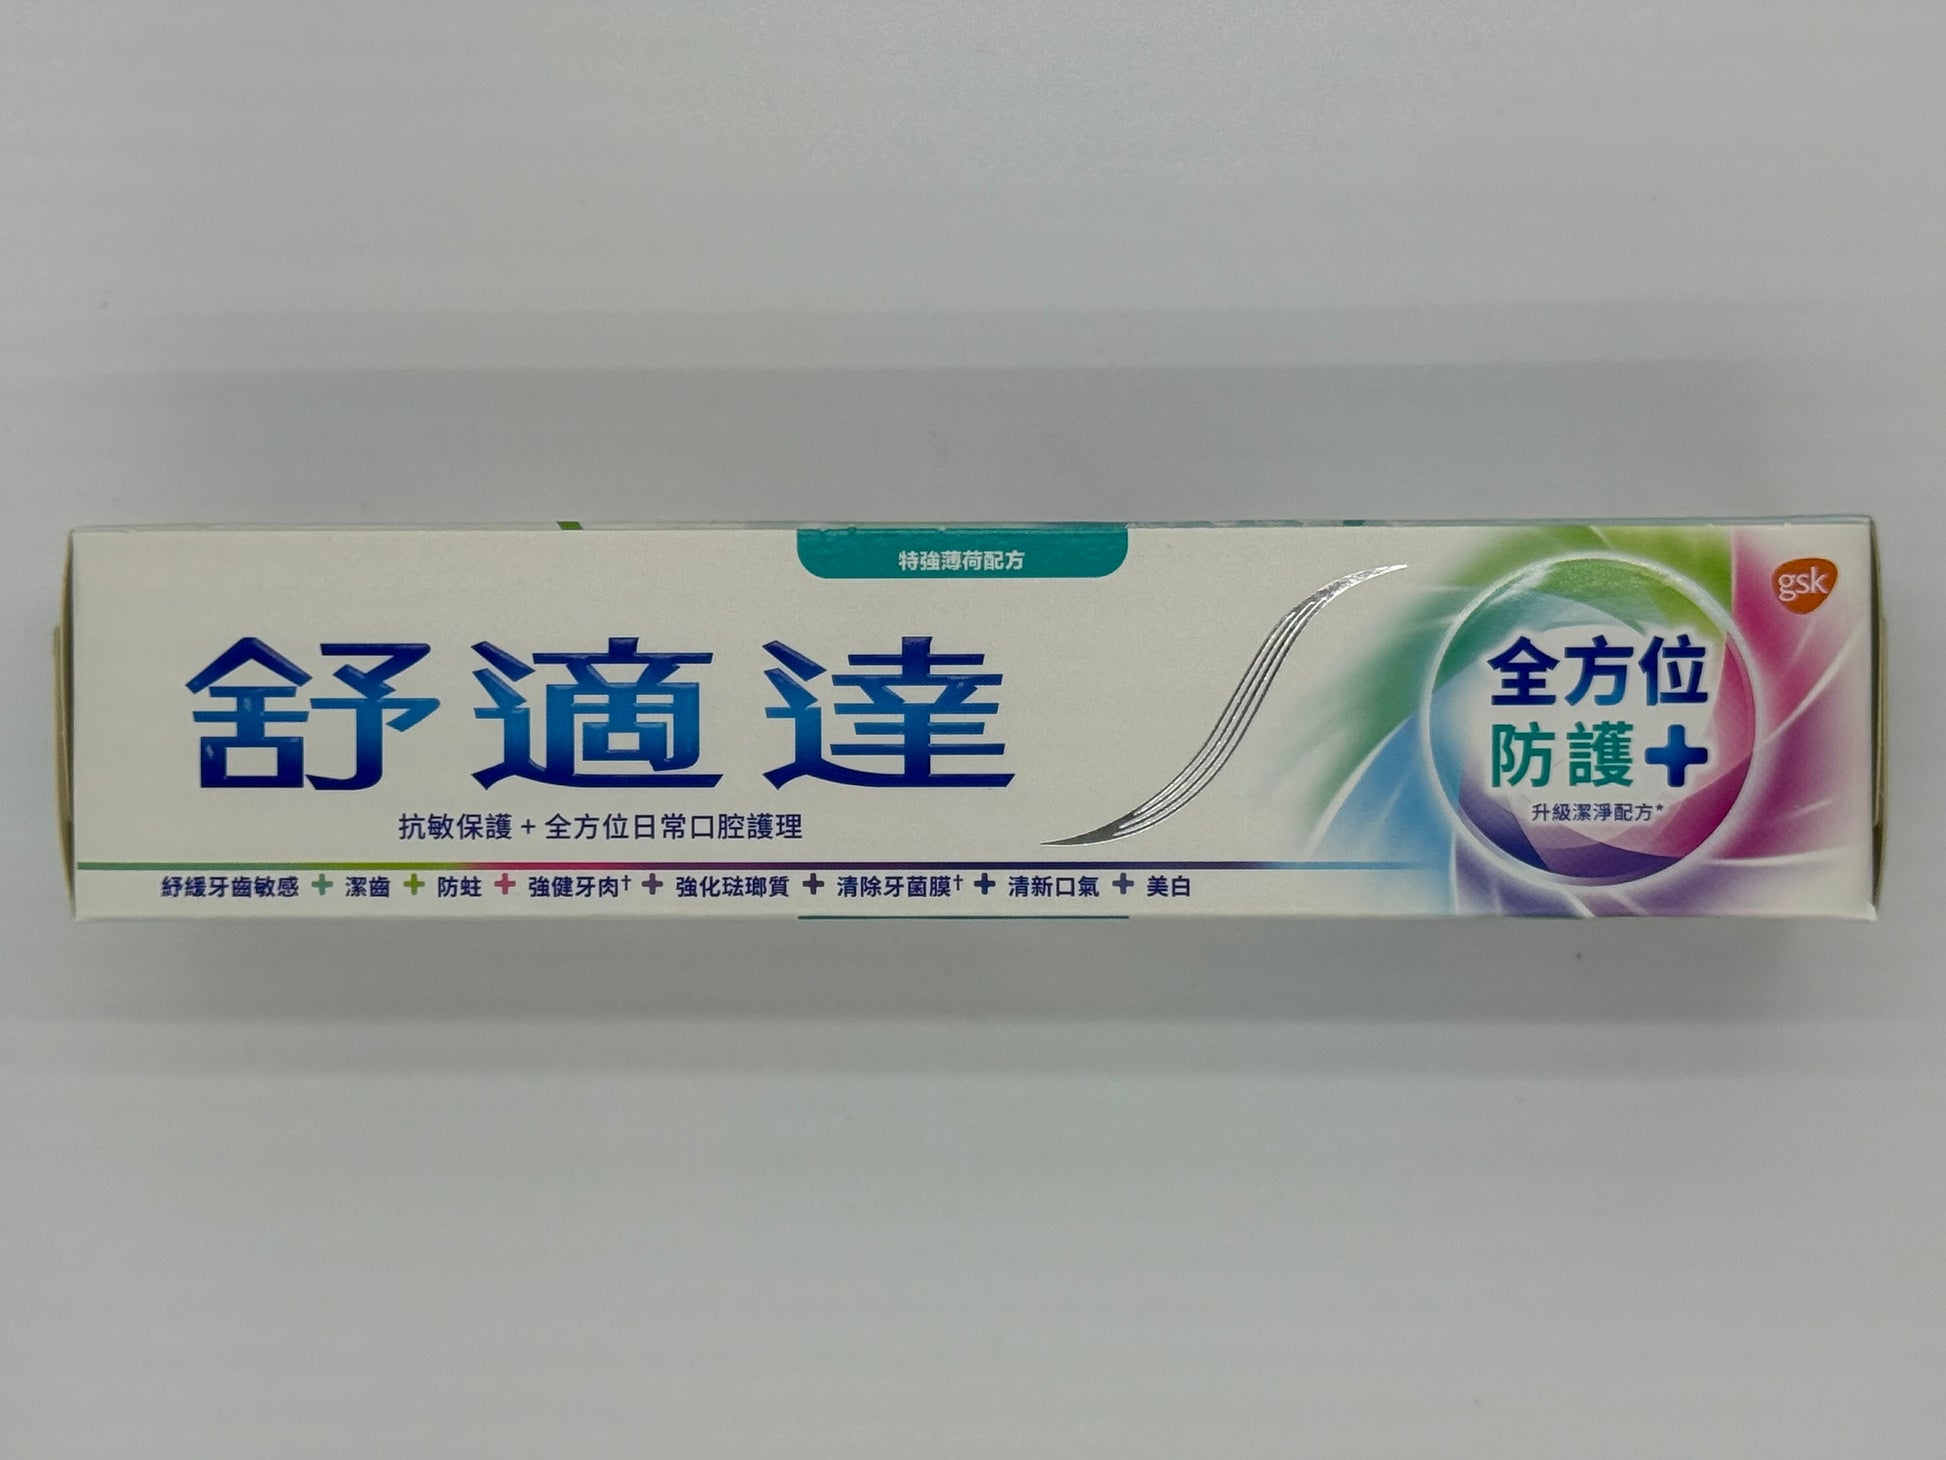 特強薄荷配方
gsk
舒適達
全方位
防護+
升級潔淨配方*
抗敏保護 + 全方位日常口腔護理
紓緩牙齒敏感 + 潔齒 + 防蛀 + 強健牙肉† + 強化琺瑯質 + 清除牙菌膜† + 清新口氣 + 美白